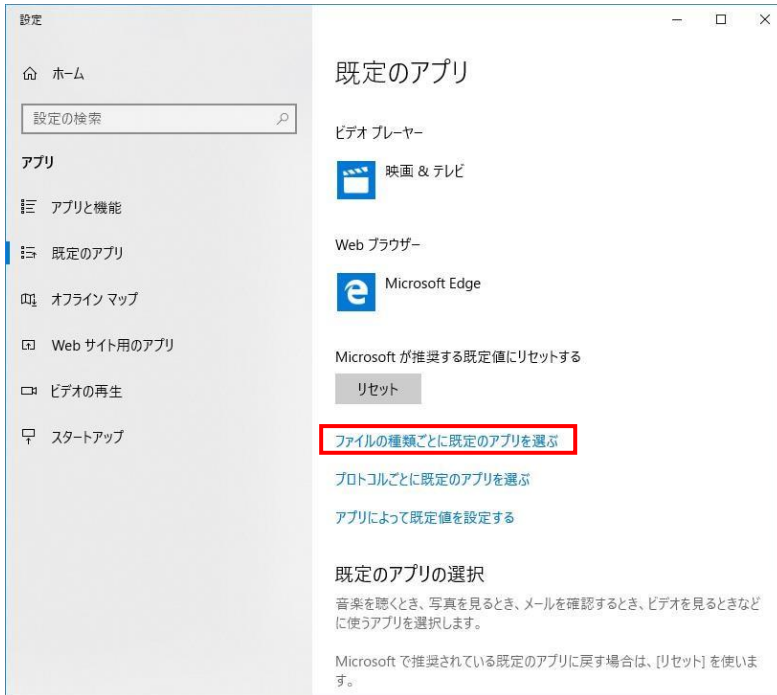 設定
ホーム
設定の検索
アプリ
アプリと機能
既定のアプリ
オフライン マップ
Web サイト用のアプリ
ビデオの再生
スタートアップ
既定のアプリ
ビデオ プレーヤー
映画 & テレビ
Web ブラウザー
Microsoft Edge
Microsoft が推奨する既定値にリセットする
リセット
ファイルの種類ごとに既定のアプリを選ぶ
プロトコルごとに既定のアプリを選ぶ
アプリによって既定値を設定する
既定のアプリの選択
音楽を聴くとき、写真を見るとき、メールを確認するとき、ビデオを見るときなど
に使うアプリを選択します。
Microsoft で推奨されている既定のアプリに戻す場合は、[リセット] を使いま
す。